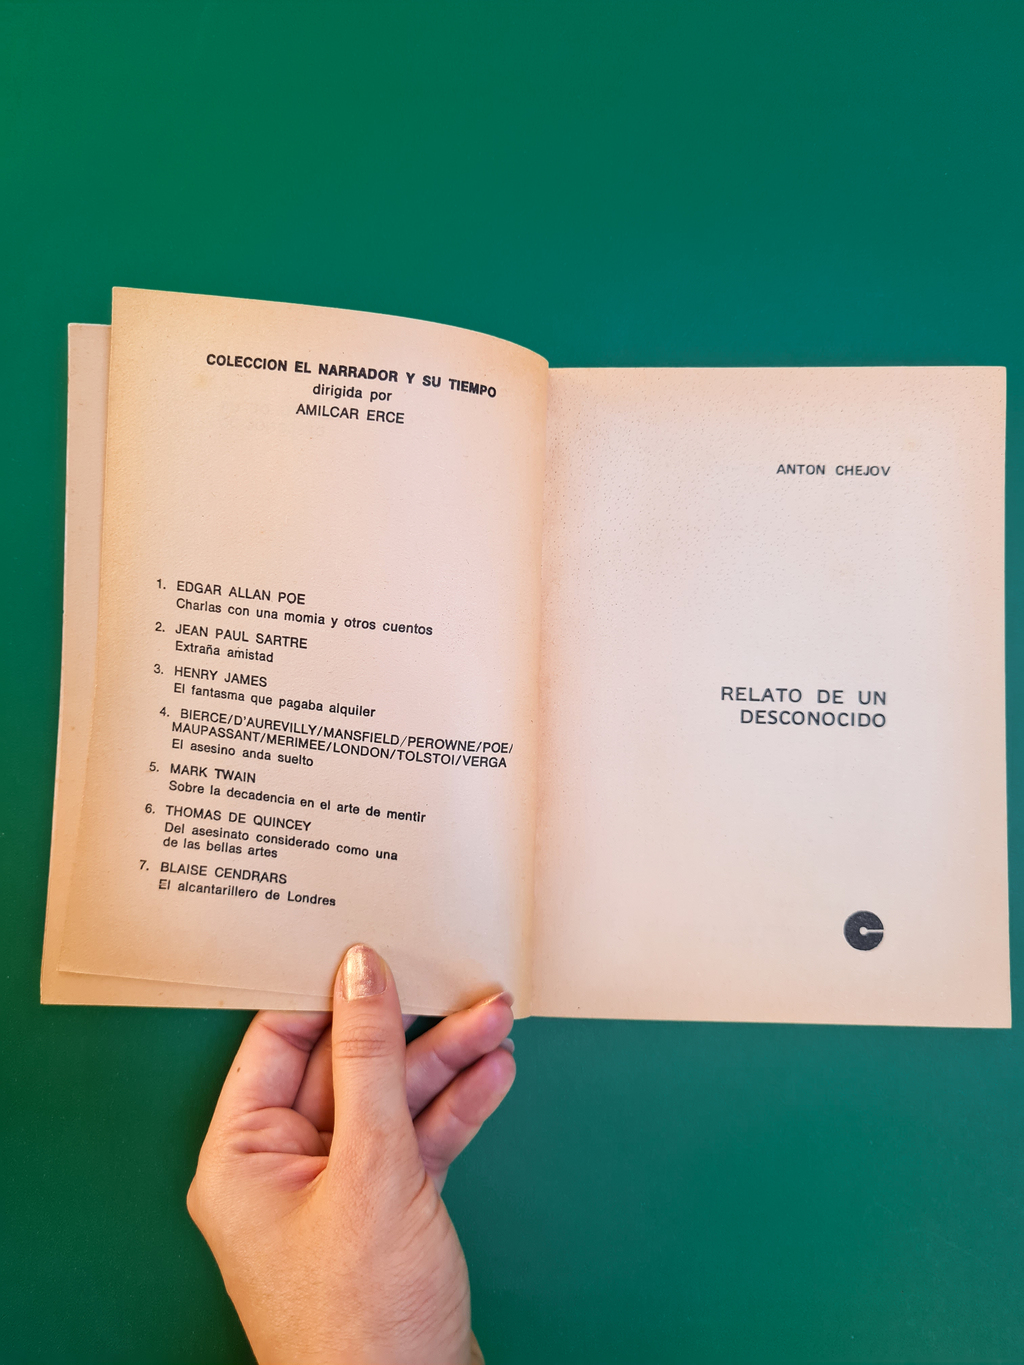 COLECCION EL NARRADOR Y SU TIEMPO
dirigida por
AMILCAR ERCE
1. EDGAR ALLAN POE
Charlas con una momia y otros cuentos
2. JEAN PAUL SARTRE
Extraña amistad
3. HENRY JAMES
El fantasma que pagaba alquiler
4. BIERCE/D'AUREVILLY/MANSFIELD/PEROWNE/POE/
MAUPASSANT/MERIMEE/LONDON/TOLSTOI/VERGA
El asesino anda suelto
5. MARK TWAIN
Sobre la decadencia en el arte de mentir
6. THOMAS DE QUINCEY
Del asesinato considerado como una
de las bellas artes
7. BLAISE CENDRARS
El alcantarillero de Londres
ANTON CHEJOV
RELATO DE UN
DESCONOCIDO